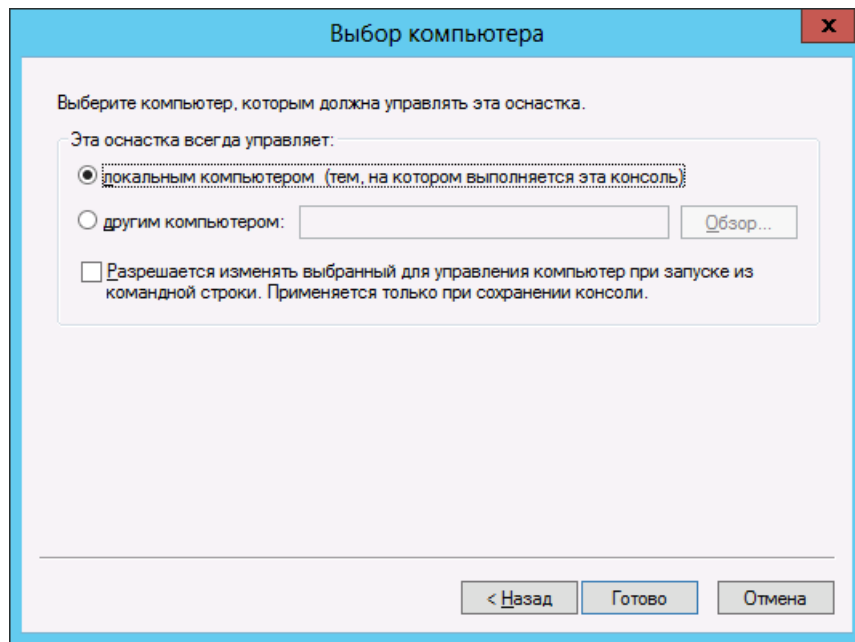 Выбор компьютера
x
Выберите компьютер, которым должна управлять эта оснастка.
Эта оснастка всегда управляет:
локальным компьютером (тем, на котором выполняется эта консоль)
другим компьютером:
Обзор...
Разрешается изменять выбранный для управления компьютер при запуске из
командной строки. Применяется только при сохранении консоли.
< Назад
Готово
Отмена